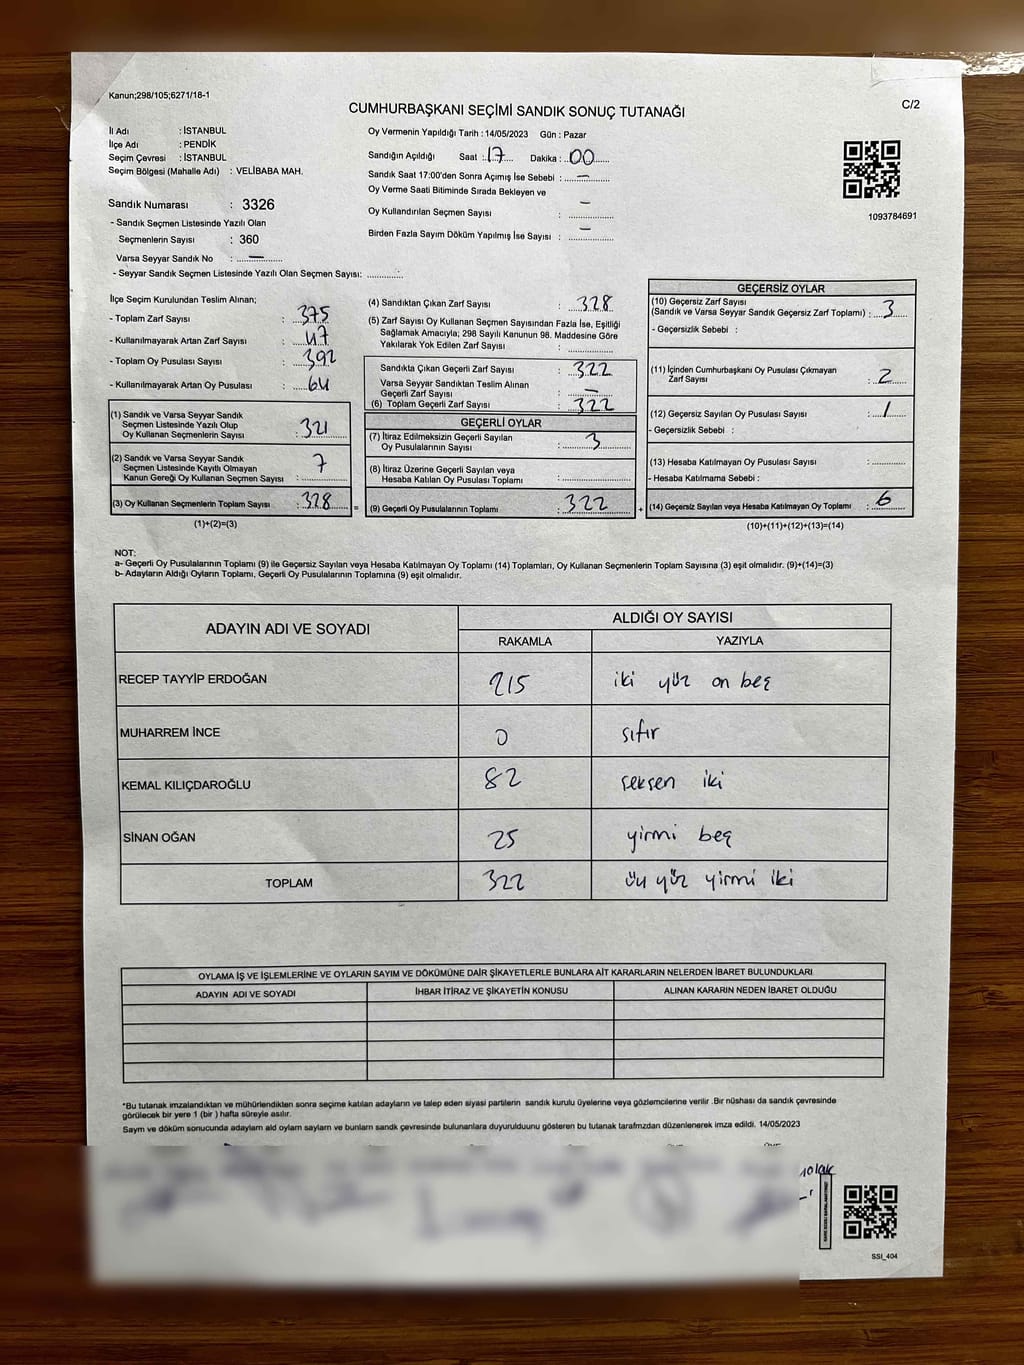 Kanun;298/105;6271/18-1
CUMHURBAŞKANI SEÇİMİ SANDIK SONUÇ TUTANAĞI
C/2
İl Adı : İSTANBUL
İlçe Adı : PENDİK
Seçim Çevresi : İSTANBUL
Seçim Bölgesi (Mahalle Adı) : VELİBABA MAH.
Sandık Numarası : 3326
- Sandık Seçmen Listesinde Yazılı Olan
Seçmenlerin Sayısı : 360
Varsa Seyyar Sandık No : —
- Seyyar Sandık Seçmen Listesinde Yazılı Olan Seçmen Sayısı: ............
Oy Vermenin Yapıldığı Tarih : 14/05/2023 Gün : Pazar
Sandığın Açıldığı Saat : 17 Dakika : 00
Sandık Saat 17:00'den Sonra Açımış İse Sebebi : —
Oy Verme Saati Bitiminde Sırada Bekleyen ve
Oy Kullandırılan Seçmen Sayısı : —
Birden Fazla Sayım Döküm Yapılmış İse Sayısı : —
1093784691
İlçe Seçim Kurulundan Teslim Alınan;
- Toplam Zarf Sayısı : 375
- Kullanılmayarak Artan Zarf Sayısı : 47
- Toplam Oy Pusulası Sayısı : 392
- Kullanılmayarak Artan Oy Pusulası : 64
(1) Sandık ve Varsa Seyyar Sandık
Seçmen Listesinde Yazılı Olup
Oy Kullanan Seçmenlerin Sayısı : 321
(2) Sandık ve Varsa Seyyar Sandık
Seçmen Listesinde Kayıtlı Olmayan
Kanun Gereği Oy Kullanan Seçmen Sayısı : 7
(3) Oy Kullanan Seçmenlerin Toplam Sayısı : 328 =
(1)+(2)=(3)
(4) Sandıktan Çıkan Zarf Sayısı : 328
(5) Zarf Sayısı Oy Kullanan Seçmen Sayısından Fazla İse, Eşitliği
Sağlamak Amacıyla; 298 Sayılı Kanunun 98. Maddesine Göre
Yakılarak Yok Edilen Zarf Sayısı : ............
Sandıkta Çıkan Geçerli Zarf Sayısı : 322
Varsa Seyyar Sandıktan Teslim Alınan
Geçerli Zarf Sayısı : —
(6) Toplam Geçerli Zarf Sayısı : 322
GEÇERLİ OYLAR
(7) İtiraz Edilmeksizin Geçerli Sayılan
Oy Pusulalarının Sayısı : 3
(8) İtiraz Üzerine Geçerli Sayılan veya
Hesaba Katılan Oy Pusulası Toplamı : ............
(9) Geçerli Oy Pusulalarının Toplamı : 322 +
GEÇERSİZ OYLAR
(10) Geçersiz Zarf Sayısı
(Sandık ve Varsa Seyyar Sandık Geçersiz Zarf Toplamı) : 3
- Geçersizlik Sebebi :
(11) İçinden Cumhurbaşkanı Oy Pusulası Çıkmayan
Zarf Sayısı : 2
(12) Geçersiz Sayılan Oy Pusulası Sayısı : 1
- Geçersizlik Sebebi :
(13) Hesaba Katılmayan Oy Pusulası Sayısı : ............
- Hesaba Katılmama Sebebi :
(14) Geçersiz Sayılan veya Hesaba Katılmayan Oy Toplamı : 6
(10)+(11)+(12)+(13)=(14)
NOT:
a- Geçerli Oy Pusulalarının Toplamı (9) ile Geçersiz Sayılan veya Hesaba Katılmayan Oy Toplamı (14) Toplamları, Oy Kullanan Seçmenlerin Toplam Sayısına (3) eşit olmalıdır. (9)+(14)=(3)
b- Adayların Aldığı Oyların Toplamı, Geçerli Oy Pusulalarının Toplamına (9) eşit olmalıdır.
ADAYIN ADI VE SOYADI
ALDIĞI OY SAYISI
RAKAMLA YAZIYLA
RECEP TAYYİP ERDOĞAN 215 iki yüz on beş
MUHARREM İNCE 0 sıfır
KEMAL KILIÇDAROĞLU 82 seksen iki
SİNAN OĞAN 25 yirmi beş
TOPLAM 322 üç yüz yirmi iki
OYLAMA İŞ VE İŞLEMLERİNE VE OYLARIN SAYIM VE DÖKÜMÜNE DAİR ŞİKAYETLERLE BUNLARA AİT KARARLARIN NELERDEN İBARET BULUNDUKLARI
ADAYIN ADI VE SOYADI İHBAR İTİRAZ VE ŞİKAYETİN KONUSU ALINAN KARARIN NEDEN İBARET OLDUĞU
*Bu tutanak imzalandıktan ve mühürlendikten sonra seçime katılan adayların ve talep eden siyasi partilerin sandık kurulu üyelerine veya gözlemcilerine verilir .Bir nüshası da sandık çevresinde
görülecek bir yere 1 (bir ) hafta süreyle asılır.
Sayım ve döküm sonucunda adayların ald oyların sayıları ve bunların sandk çevresinde bulunanlara duyurulduunu gösteren bu tutanak tarafmzdan düzenlenerek imza edildi. 14/05/2023
SSI_404